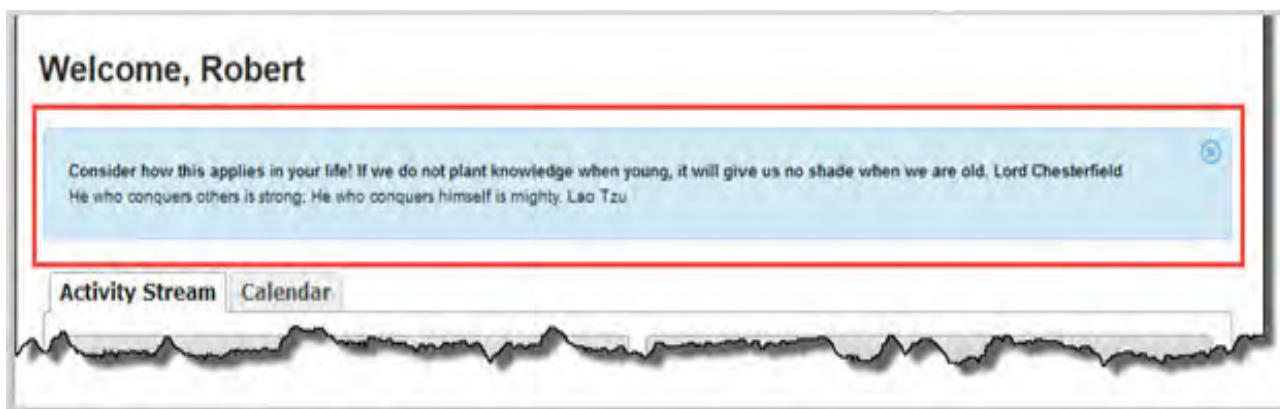 Welcome, Robert
Consider how this applies in your life! If we do not plant knowledge when young, it will give us no shade when we are old. Lord Chesterfield
He who conquers others is strong; He who conquers himself is mighty. Lao Tzu
Activity Stream Calendar